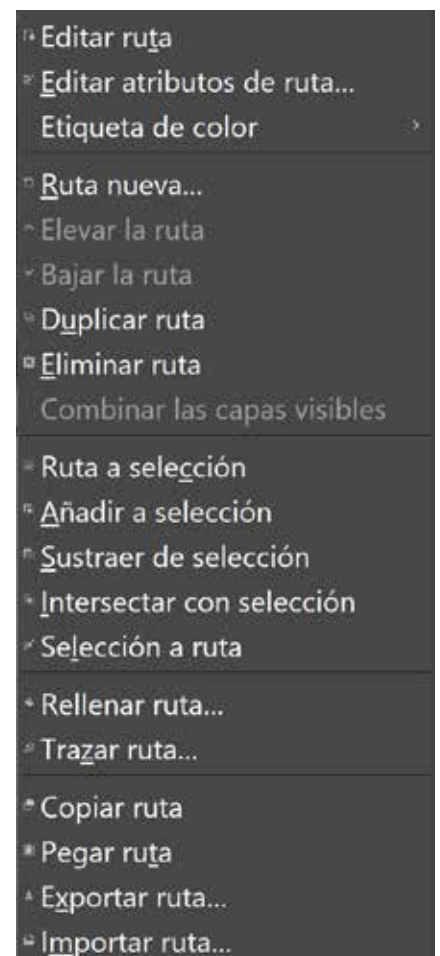 Editar ruta
Editar atributos de ruta...
Etiqueta de color
Ruta nueva...
Elevar la ruta
Bajar la ruta
Duplicar ruta
Eliminar ruta
Combinar las capas visibles
Ruta a selección
Añadir a selección
Sustraer de selección
Intersectar con selección
Selección a ruta
Rellenar ruta...
Trazar ruta...
Copiar ruta
Pegar ruta
Exportar ruta...
Importar ruta...